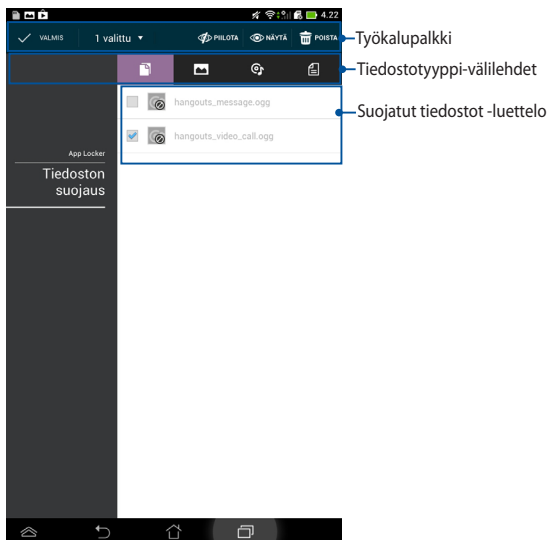 4.22
VALMIS 1 valittu PIILOTA NÄYTÄ POISTA
Työkalupalkki
Tiedostotyyppi-välilehdet
hangouts_message.ogg
Suojatut tiedostot -luettelo
hangouts_video_call.ogg
App Locker
Tiedoston
suojaus